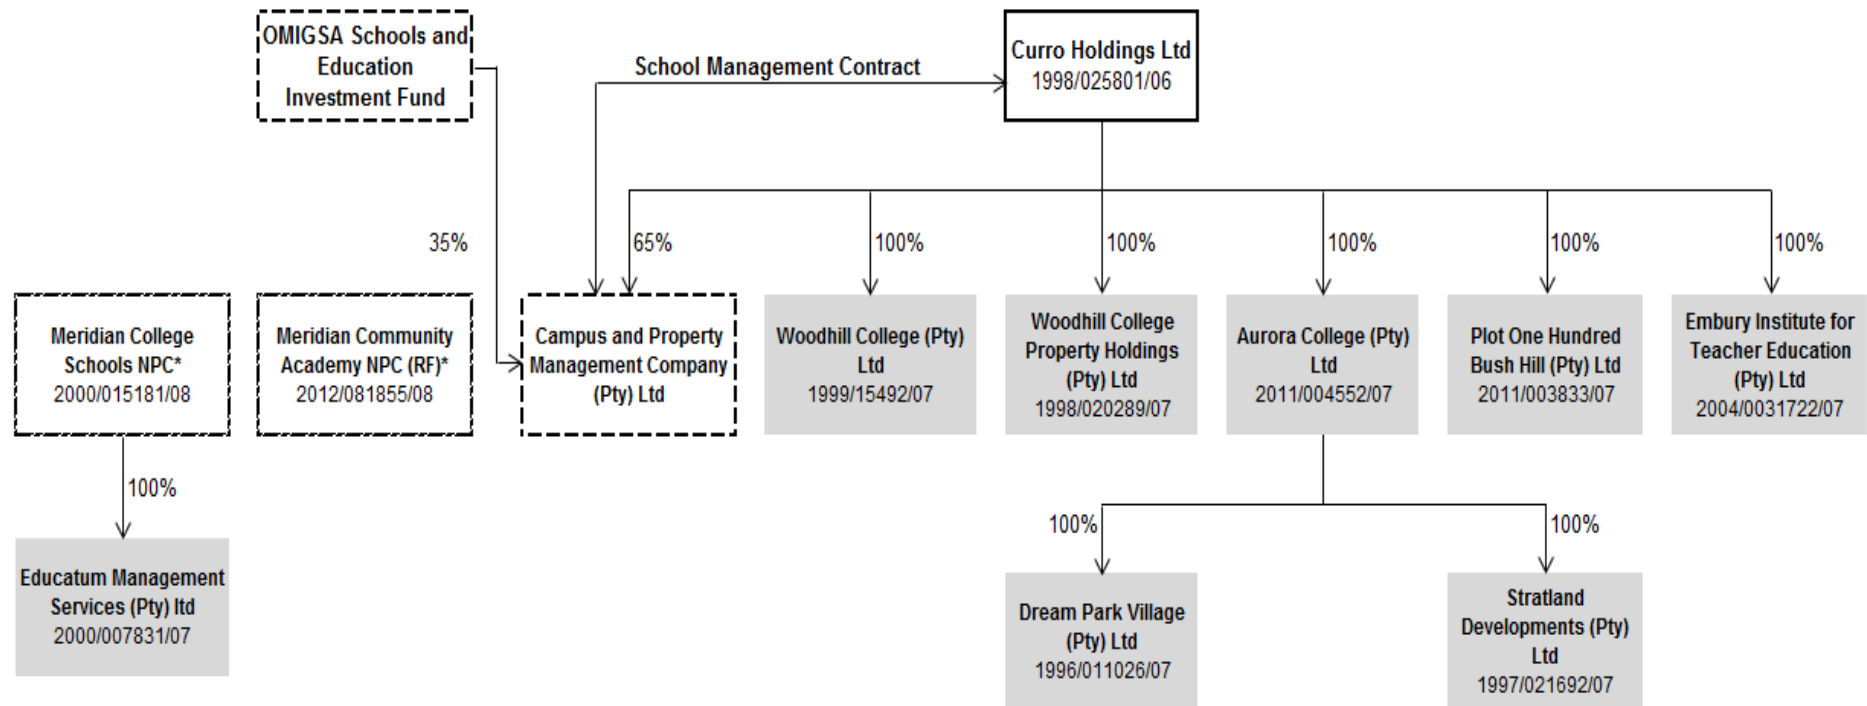 OMIGSA Schools and
Education
Investment Fund
School Management Contract
Curro Holdings Ltd
1998/025801/06
35%
65%
100%
100%
100%
100%
100%
Meridian College
Schools NPC*
2000/015181/08
Meridian Community
Academy NPC (RF)*
2012/081855/08
Campus and Property
Management Company
(Pty) Ltd
Woodhill College (Pty)
Ltd
1999/15492/07
Woodhill College
Property Holdings
(Pty) Ltd
1998/020289/07
Aurora College (Pty)
Ltd
2011/004552/07
Plot One Hundred
Bush Hill (Pty) Ltd
2011/003833/07
Embury Institute for
Teacher Education
(Pty) Ltd
2004/0031722/07
100%
100%
100%
Educatum Management
Services (Pty) ltd
2000/007831/07
Dream Park Village
(Pty) Ltd
1996/011026/07
Stratland
Developments (Pty)
Ltd
1997/021692/07